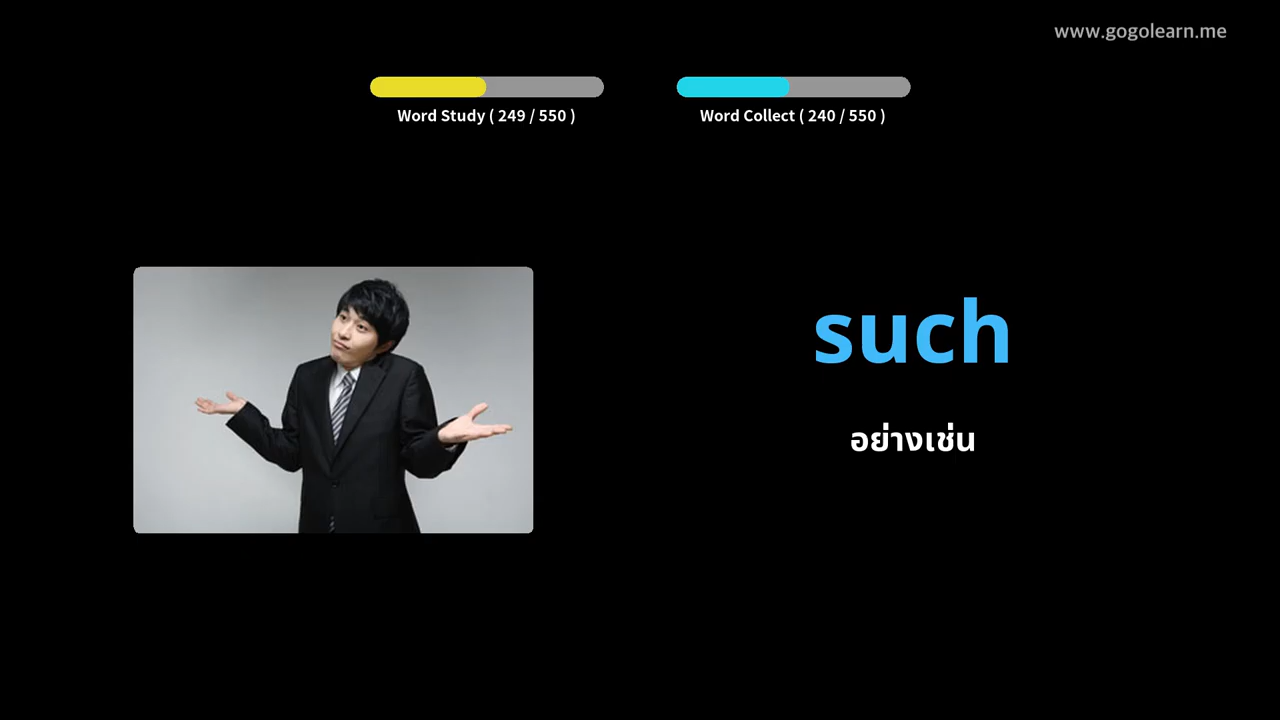 www.gogolearn.me
Word Study ( 249 / 550 )
Word Collect ( 240 / 550 )
such
อย่างเช่น